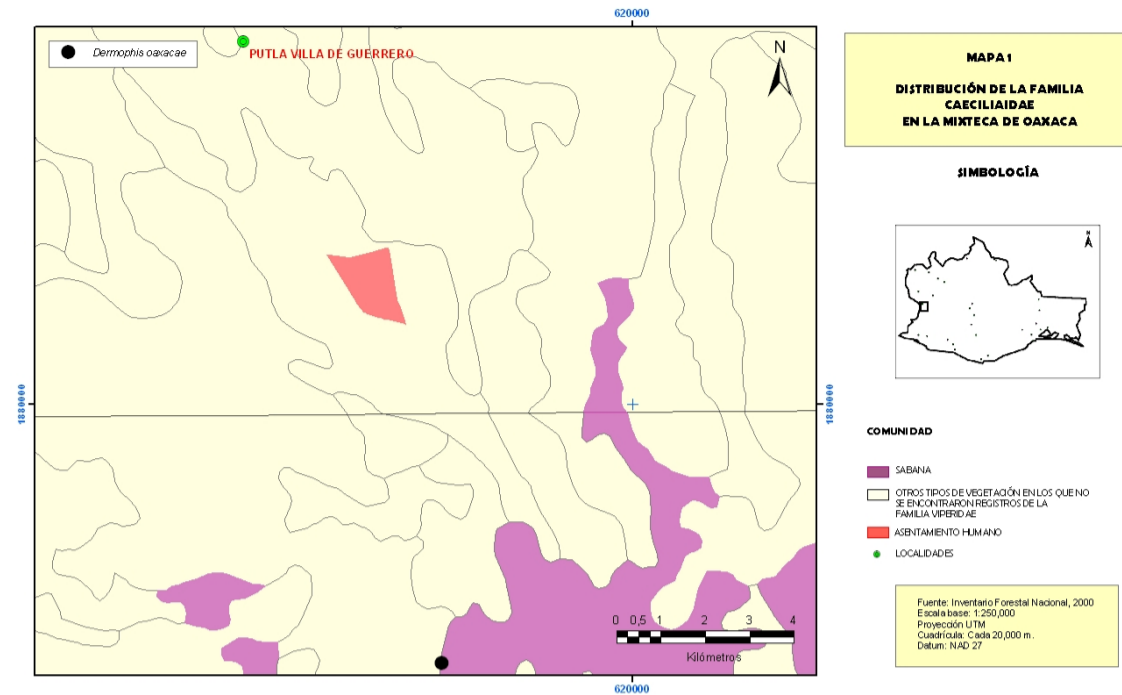 620000
Dermophis oaxacae
PUTLA VILLA DE GUERRERO
N
1880000
1880000
0 0,5 1 2 3 4
Kilómetros
620000
MAPA 1
DISTRIBUCIÓN DE LA FAMILIA
CAECILIAIDAE
EN LA MIXTECA DE OAXACA
SIMBOLOGÍA
N
COMUNIDAD
SABANA
OTROS TIPOS DE VEGETACIÓN EN LOS QUE NO
SE ENCONTRARON REGISTROS DE LA
FAMILIA VIPERIDAE
ASENTAMIENTO HUMANO
LOCALIDADES
Fuente: Inventario Forestal Nacional, 2000
Escala base: 1:250,000
Proyección UTM
Cuadrícula: Cada 20,000 m.
Datum: NAD 27